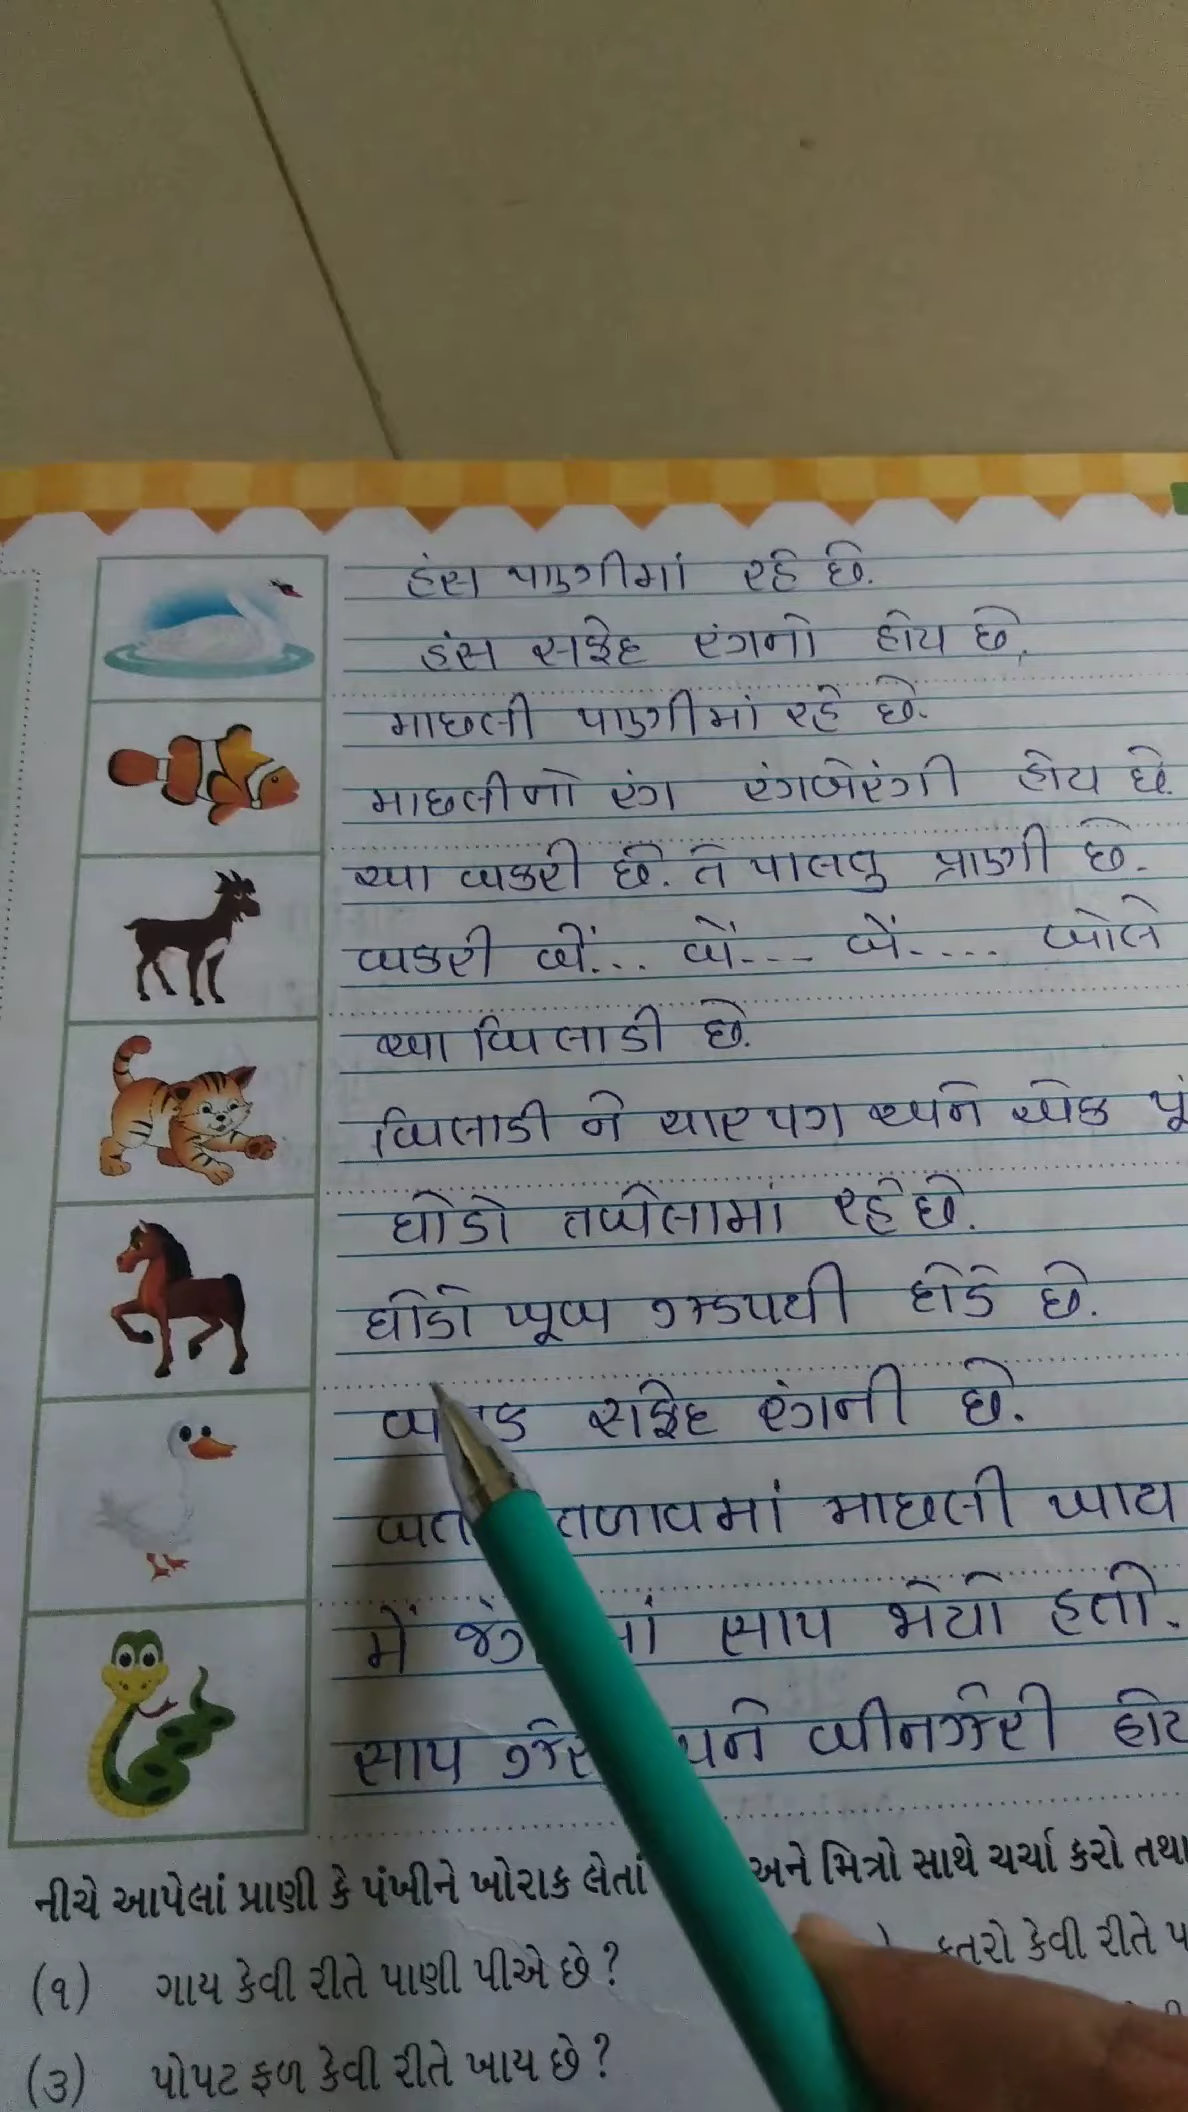 હંસ પાણીમાં રહે છે.
હંસ સફેદ રંગનો હોય છે.
માછલી પાણીમાં રહે છે.
માછલીનો રંગ રંગબેરંગી હોય છે.
આ બકરી છે. તે પાલતુ પ્રાણી છે.
બકરી બેં... બેં--- બેં.... બોલે
આ બિલાડી છે.
બિલાડી ને ચાર પગ અને એક
ઘોડો તબેલામાં રહે છે.
ઘોડો ખૂબ ઝડપથી દોડે છે.
સફેદ રંગની છે.
તળાવમાં માછલી ખાય
મેં સાપ જોયો હતો.
સાપ બીનઝેરી
નીચે આપેલાં પ્રાણી કે પંખીને ખોરાક લેતાં અને મિત્રો સાથે ચર્ચા કરો તથા
(૧) ગાય કેવી રીતે પાણી પીએ છે ? કેવી રીતે
(૩) પોપટ ફળ કેવી રીતે ખાય છે ?